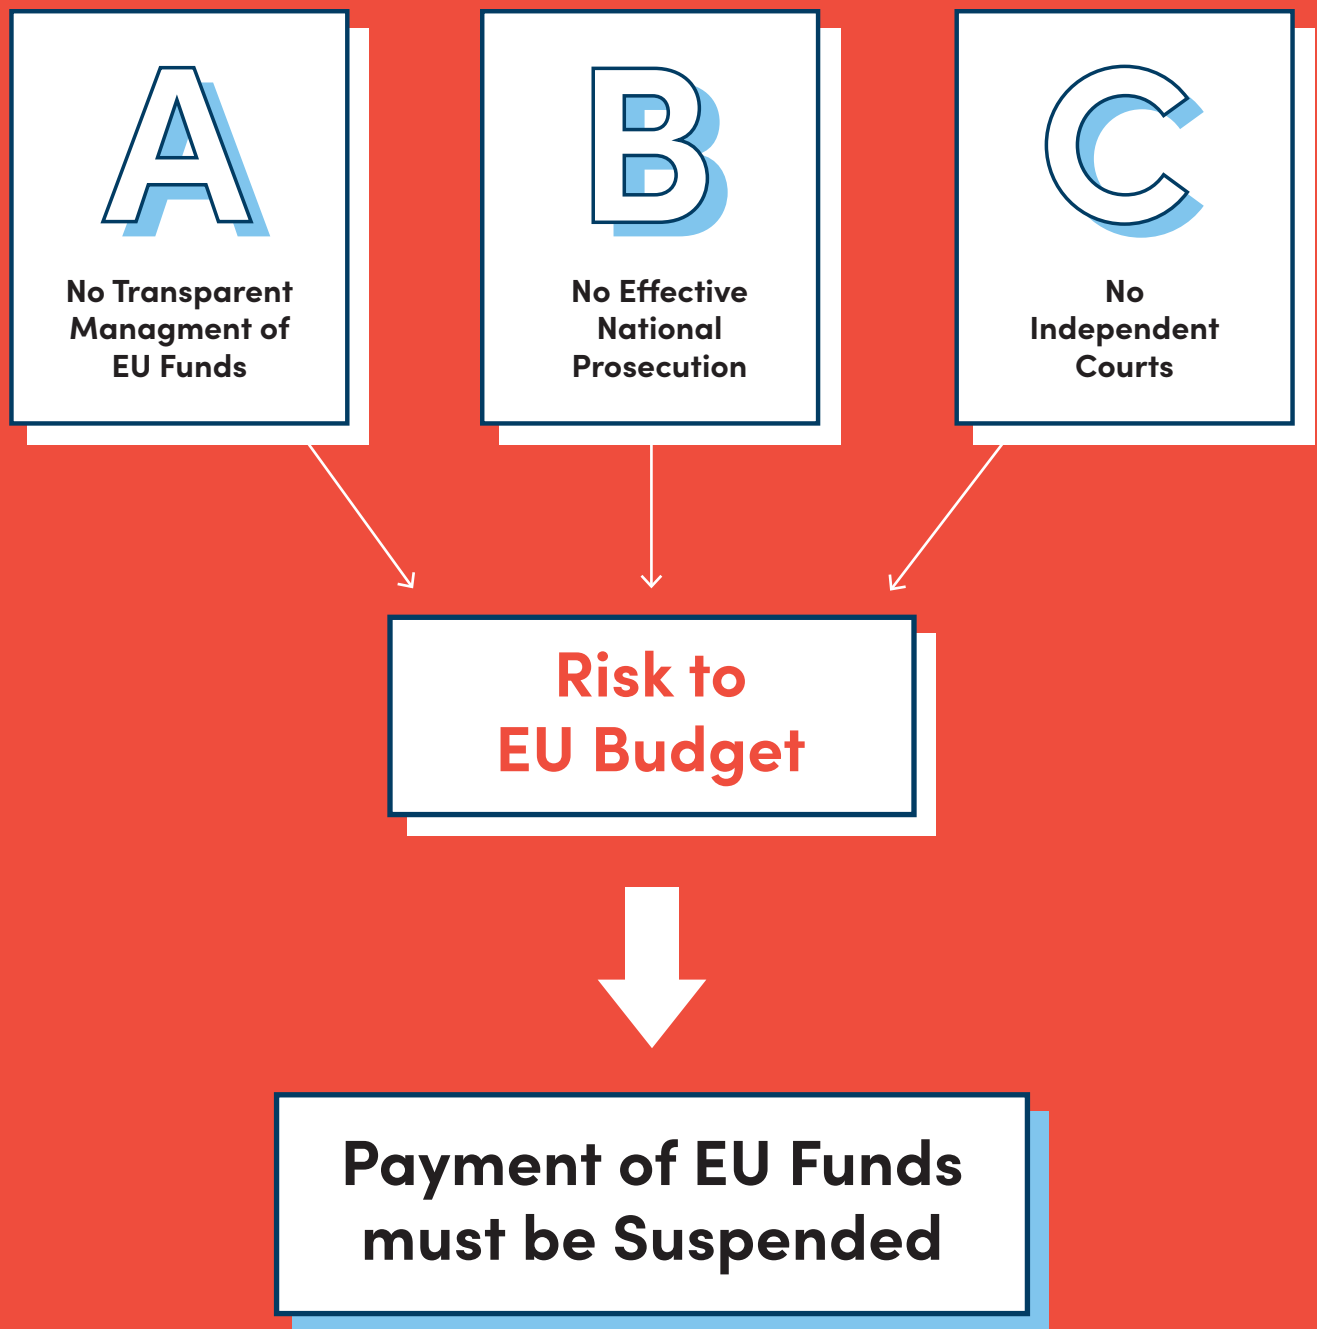 A
No Transparent
Managment of
EU Funds
B
No Effective
National
Prosecution
C
No
Independent
Courts
Risk to
EU Budget
Payment of EU Funds
must be Suspended